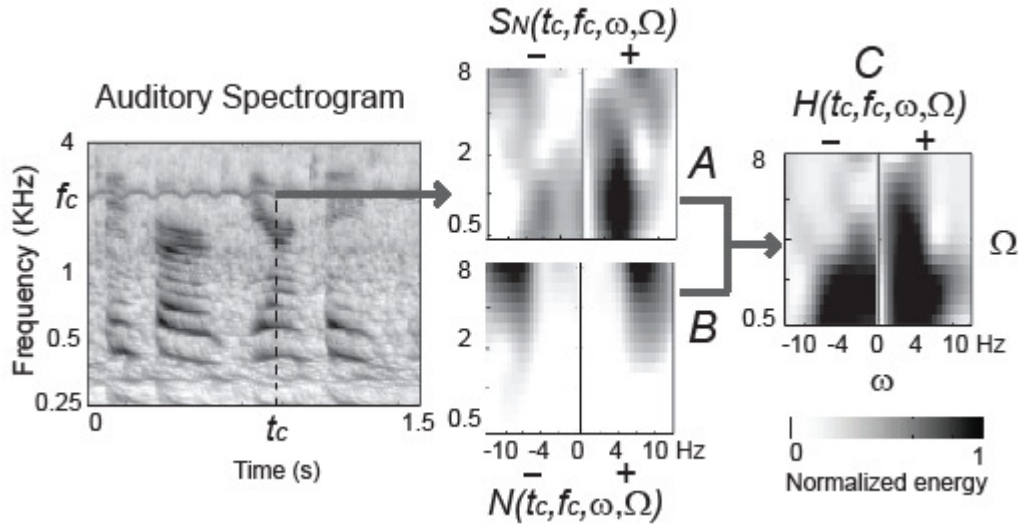 Auditory Spectrogram
Frequency (KHz)
4
fc
1
0.5
0.25
0
tc
1.5
Time (s)
SN(tc,fc,ω,Ω)
− +
8
2
0.5
A
8
2
0.5
B
-10 -4 0 4 10 Hz
− +
N(tc,fc,ω,Ω)
C
H(tc,fc,ω,Ω)
− +
8
2
0.5
Ω
-10 -4 0 4 10 Hz
ω
0 1
Normalized energy